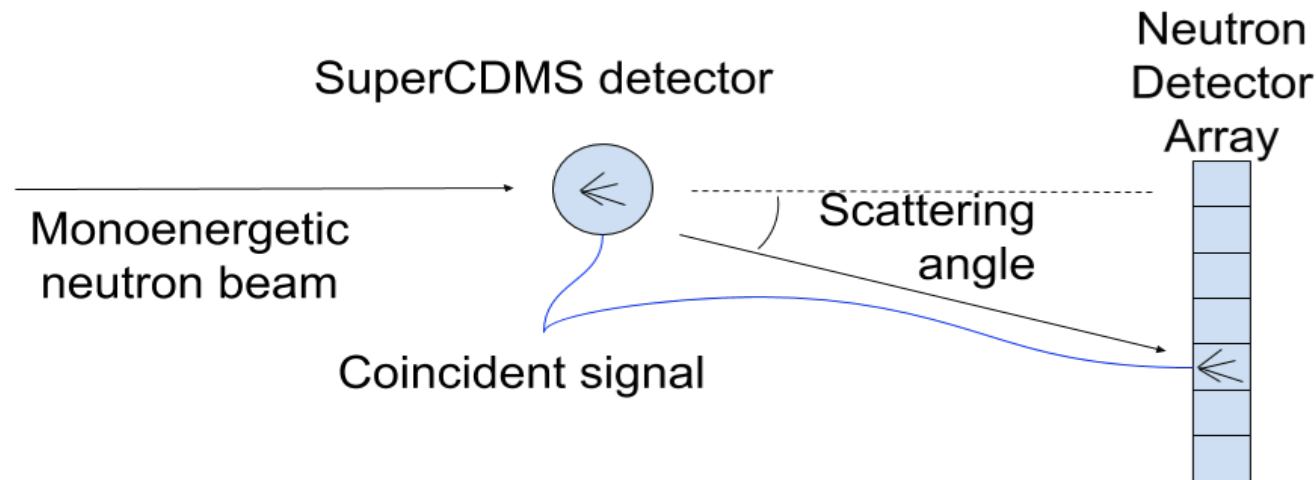 SuperCDMS detector
Neutron
Detector
Array
Monoenergetic
neutron beam
Scattering
angle
Coincident signal